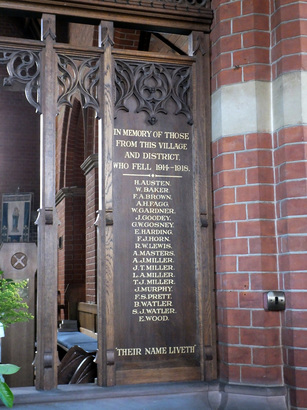 IN MEMORY OF THOSE
FROM THIS VILLAGE
AND DISTRICT,
WHO FELL 1914-1918.
H. AUSTEN.
W. BAKER.
F. A. BROWN.
A. H. FAGG.
W. GARDNER.
J. GOODEY.
G. W. GOSNEY.
E. HARDING.
F. J. HORN.
R. W. LEWIS.
A. MASTERS.
A. J. MILLER.
J. T. MILLER.
L. A. MILLER.
T. J. MILLER.
J. MURPHY.
F. S. PRETT.
B. WATLER.
S. J. WATLER.
E. WOOD.
"THEIR NAME LIVETH"